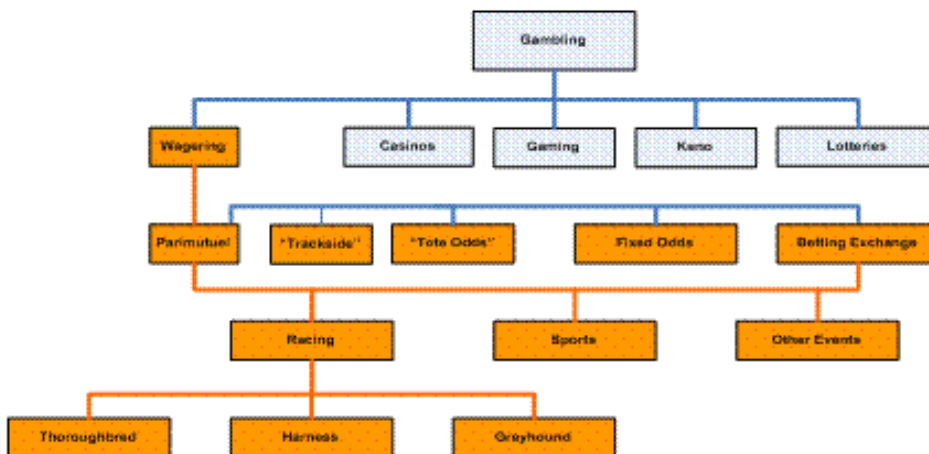 Gambling
Wagering
Casinos
Gaming
Keno
Lotteries
Parimutuel
"Trackside"
"Tote Odds"
Fixed Odds
Betting Exchange
Racing
Sports
Other Events
Thoroughbred
Harness
Greyhound